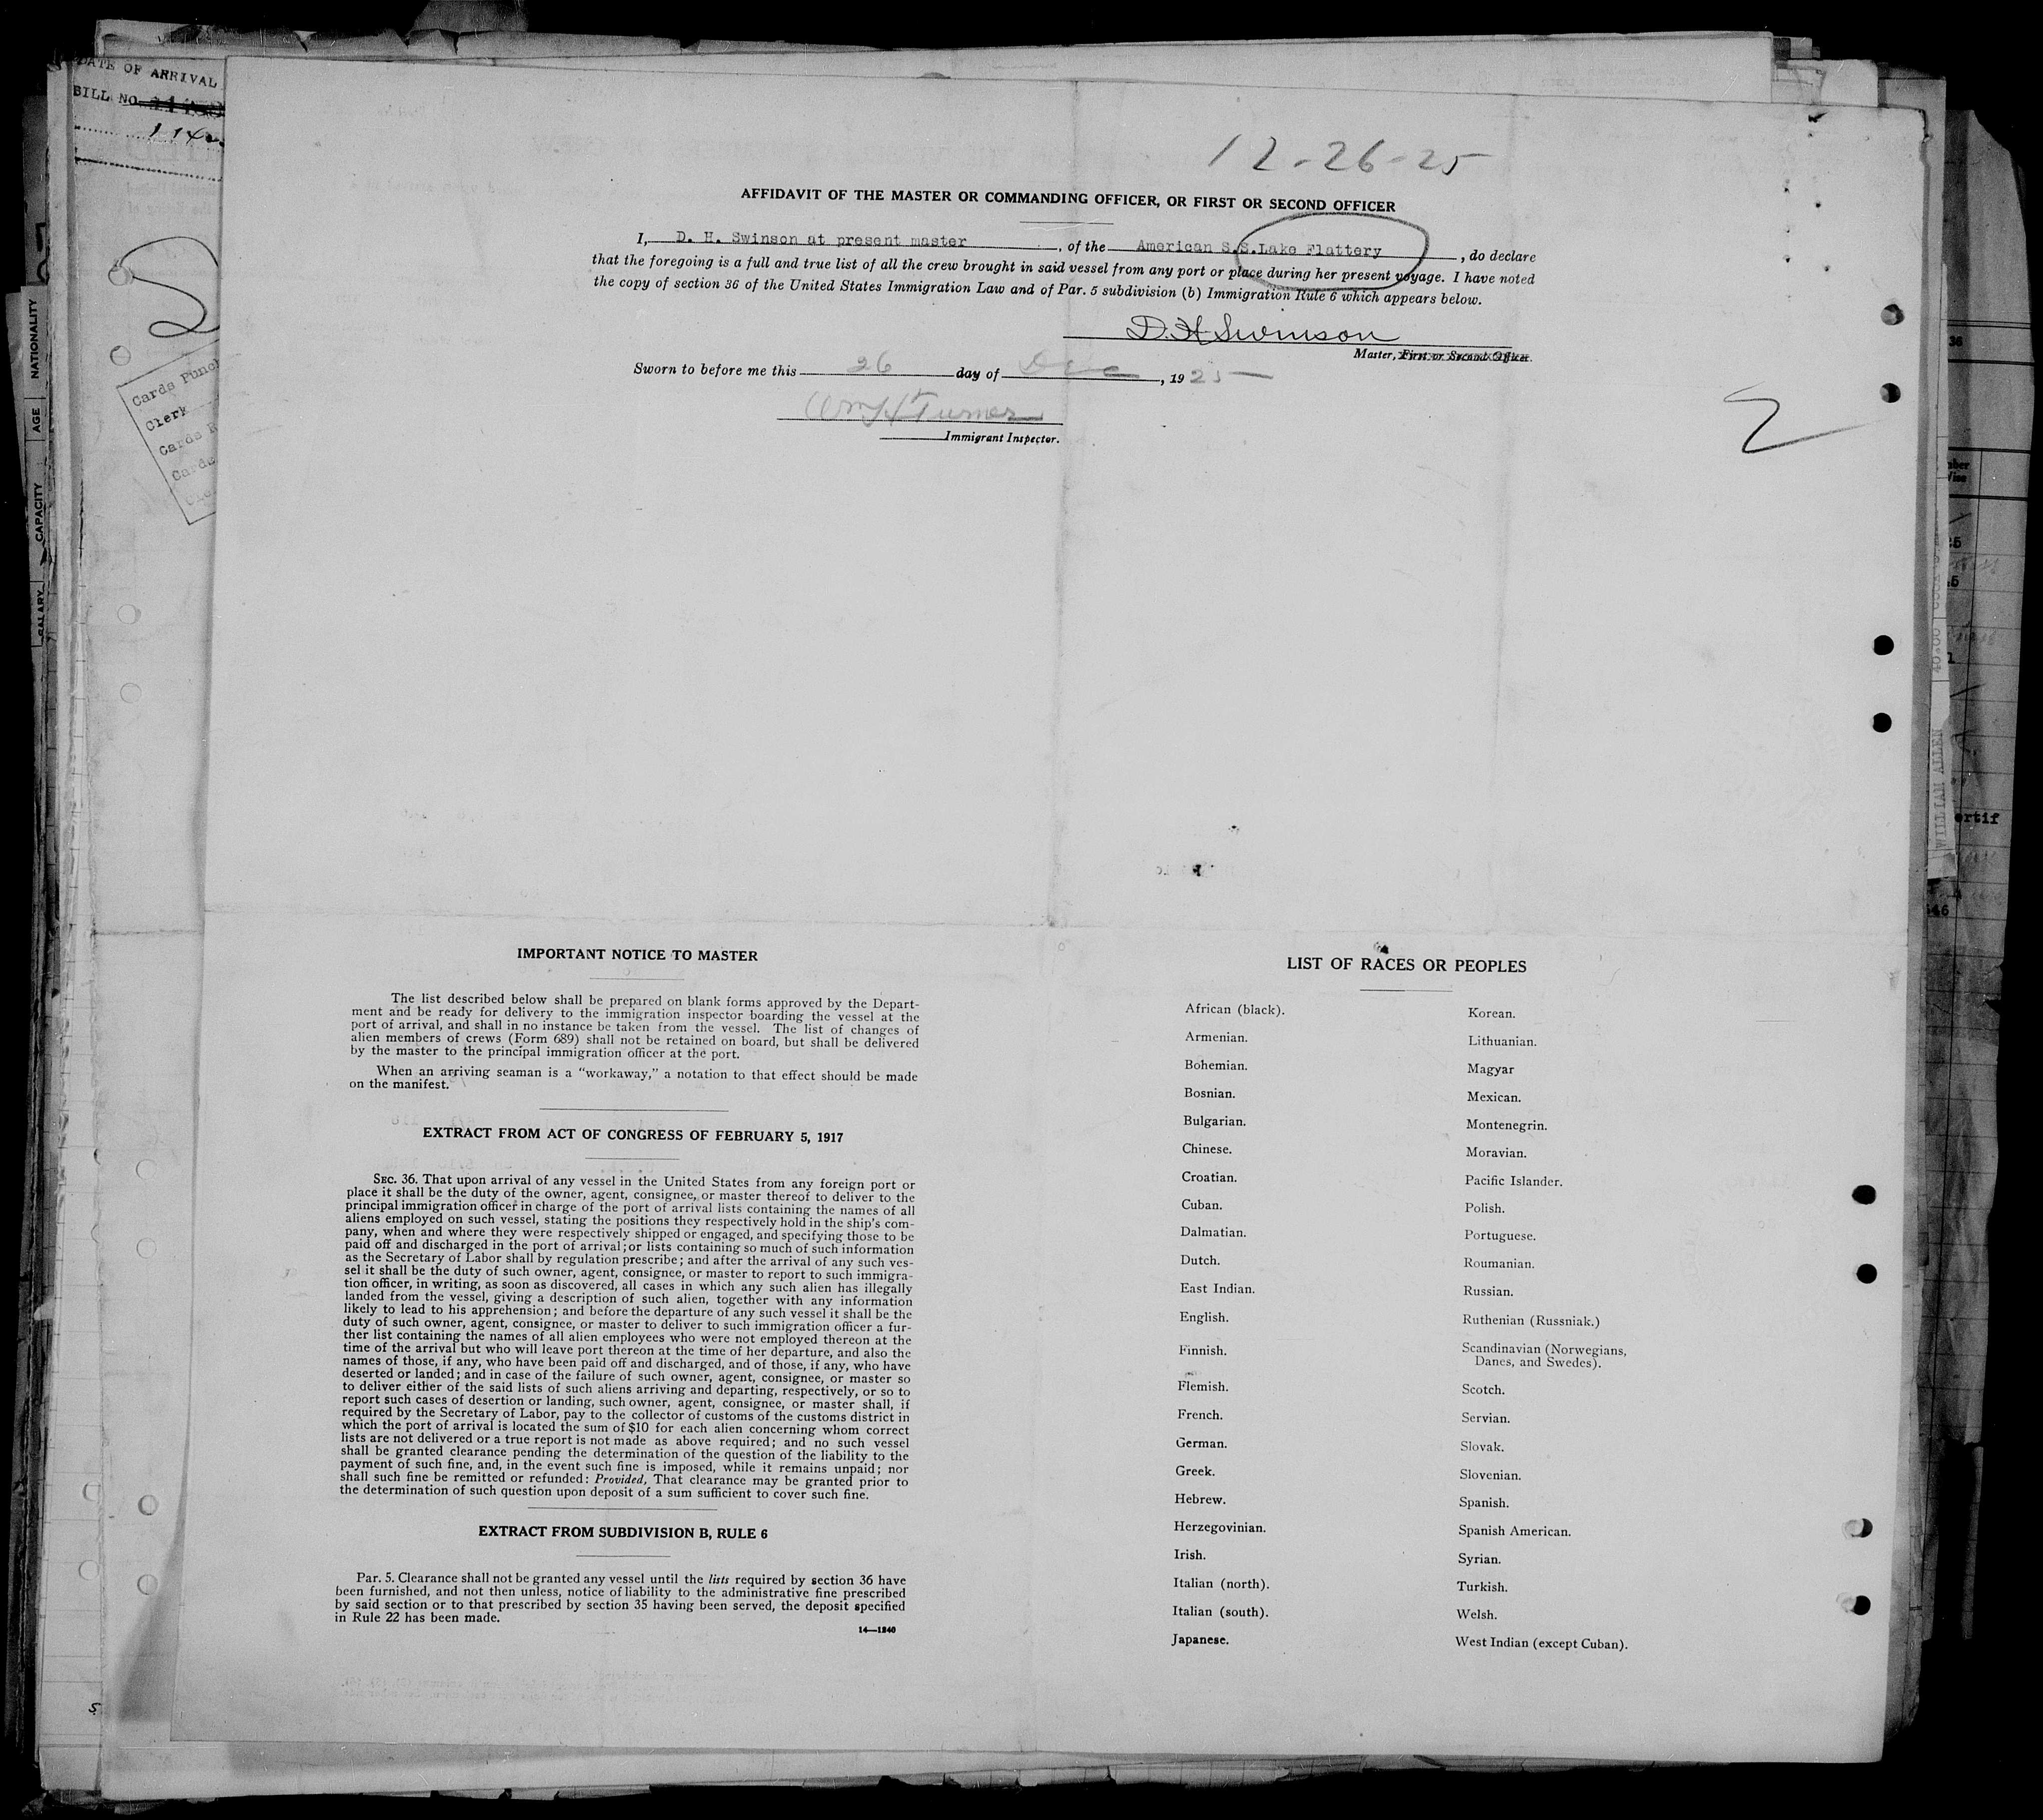 DATE OF ARRIVAL
BILL NO.
12-26-25
AFFIDAVIT OF THE MASTER OR COMMANDING OFFICER, OR FIRST OR SECOND OFFICER
I, D. H. Swinson at present master, of the American S.S.Lake Flattery, do declare
that the foregoing is a full and true list of all the crew brought in said vessel from any port or place during her present voyage. I have noted
the copy of section 36 of the United States Immigration Law and of Par. 5 subdivision (b) Immigration Rule 6 which appears below.
D. H. Swinson
Master, First or Second Officer.
Sworn to before me this 26 day of Dec, 1925
Wm H Turner
Immigrant Inspector.
NATIONALITY
AGE
CAPACITY
SALARY
Cards Punch
Clerk
Cards
Cards
WILLIAM ALLEN
IMPORTANT NOTICE TO MASTER
The list described below shall be prepared on blank forms approved by the Depart-
ment and be ready for delivery to the immigration inspector boarding the vessel at the
port of arrival, and shall in no instance be taken from the vessel. The list of changes of
alien members of crews (Form 689) shall not be retained on board, but shall be delivered
by the master to the principal immigration officer at the port.
When an arriving seaman is a "workaway," a notation to that effect should be made
on the manifest.
EXTRACT FROM ACT OF CONGRESS OF FEBRUARY 5, 1917
SEC. 36. That upon arrival of any vessel in the United States from any foreign port or
place it shall be the duty of the owner, agent, consignee, or master thereof to deliver to the
principal immigration officer in charge of the port of arrival lists containing the names of all
aliens employed on such vessel, stating the positions they respectively hold in the ship's com-
pany, when and where they were respectively shipped or engaged, and specifying those to be
paid off and discharged in the port of arrival; or lists containing so much of such information
as the Secretary of Labor shall by regulation prescribe; and after the arrival of any such ves-
sel it shall be the duty of such owner, agent, consignee, or master to report to such immigra-
tion officer, in writing, as soon as discovered, all cases in which any such alien has illegally
landed from the vessel, giving a description of such alien, together with any information
likely to lead to his apprehension; and before the departure of any such vessel it shall be the
duty of such owner, agent, consignee, or master to deliver to such immigration officer a fur-
ther list containing the names of all alien employees who were not employed thereon at the
time of the arrival but who will leave port thereon at the time of her departure, and also the
names of those, if any, who have been paid off and discharged, and of those, if any, who have
deserted or landed; and in case of the failure of such owner, agent, consignee, or master so
to deliver either of the said lists of such aliens arriving and departing, respectively, or so to
report such cases of desertion or landing, such owner, agent, consignee, or master shall, if
required by the Secretary of Labor, pay to the collector of customs of the customs district in
which the port of arrival is located the sum of $10 for each alien concerning whom correct
lists are not delivered or a true report is not made as above required; and no such vessel
shall be granted clearance pending the determination of the question of the liability to the
payment of such fine, and, in the event such fine is imposed, while it remains unpaid; nor
shall such fine be remitted or refunded: Provided, That clearance may be granted prior to
the determination of such question upon deposit of a sum sufficient to cover such fine.
EXTRACT FROM SUBDIVISION B, RULE 6
Par. 5. Clearance shall not be granted any vessel until the lists required by section 36 have
been furnished, and not then unless, notice of liability to the administrative fine prescribed
by said section or to that prescribed by section 35 having been served, the deposit specified
in Rule 22 has been made.
14—1240
LIST OF RACES OR PEOPLES
African (black).
Armenian.
Bohemian.
Bosnian.
Bulgarian.
Chinese.
Croatian.
Cuban.
Dalmatian.
Dutch.
East Indian.
English.
Finnish.
Flemish.
French.
German.
Greek.
Hebrew.
Herzegovinian.
Irish.
Italian (north).
Italian (south).
Japanese.
Korean.
Lithuanian.
Magyar
Mexican.
Montenegrin.
Moravian.
Pacific Islander.
Polish.
Portuguese.
Roumanian.
Russian.
Ruthenian (Russniak.)
Scandinavian (Norwegians,
Danes, and Swedes).
Scotch.
Servian.
Slovak.
Slovenian.
Spanish.
Spanish American.
Syrian.
Turkish.
Welsh.
West Indian (except Cuban).